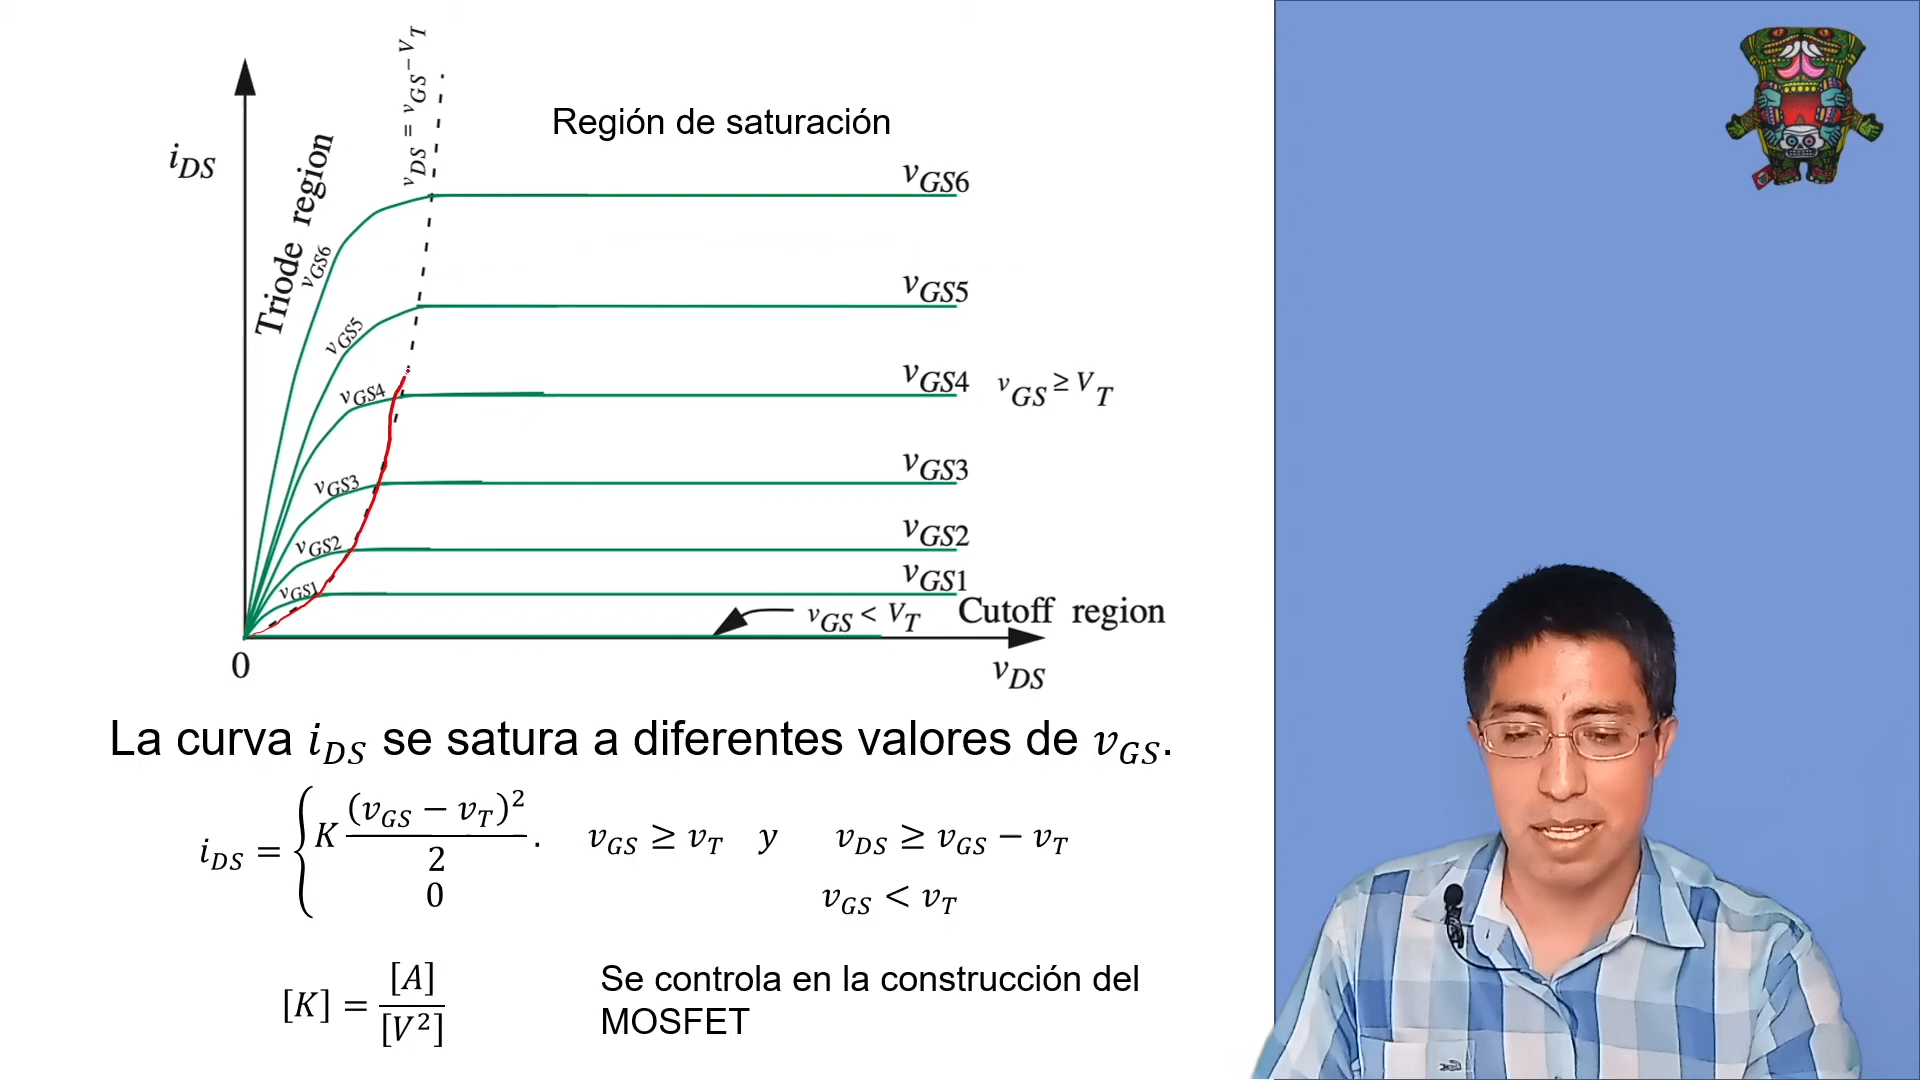 v_DS = v_GS − V_T
Región de saturación
i_DS
Triode region
v_GS6
v_GS6
v_GS5
v_GS5
v_GS4
v_GS4 v_GS ≥ V_T
v_GS3
v_GS3
v_GS2
v_GS2
v_GS1
v_GS1
v_GS < V_T Cutoff region
0
v_DS
La curva i_DS se satura a diferentes valores de v_GS.
i_DS = { K (v_GS − v_T)² / 2 . v_GS ≥ v_T y v_DS ≥ v_GS − v_T
0 v_GS < v_T
[K] = [A] / [V²]
Se controla en la construcción del
MOSFET